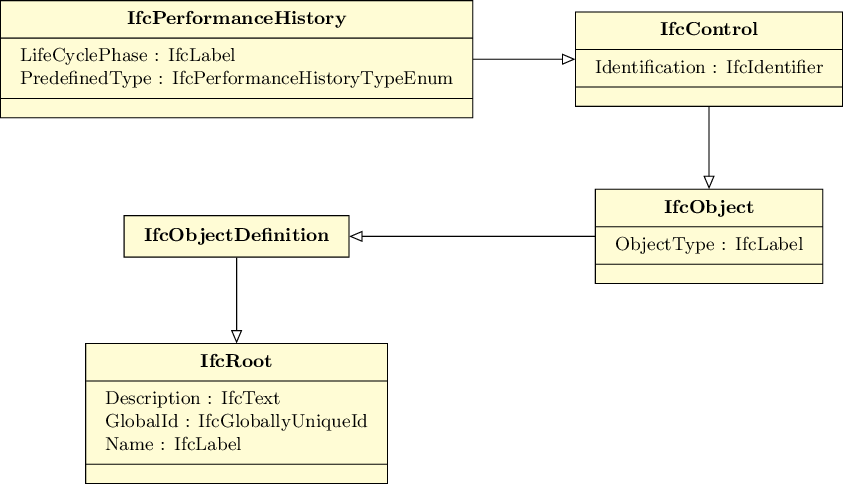 IfcPerformanceHistory
LifeCyclePhase : IfcLabel
PredefinedType : IfcPerformanceHistoryTypeEnum
IfcControl
Identification : IfcIdentifier
IfcObject
ObjectType : IfcLabel
IfcObjectDefinition
IfcRoot
Description : IfcText
GlobalId : IfcGloballyUniqueId
Name : IfcLabel